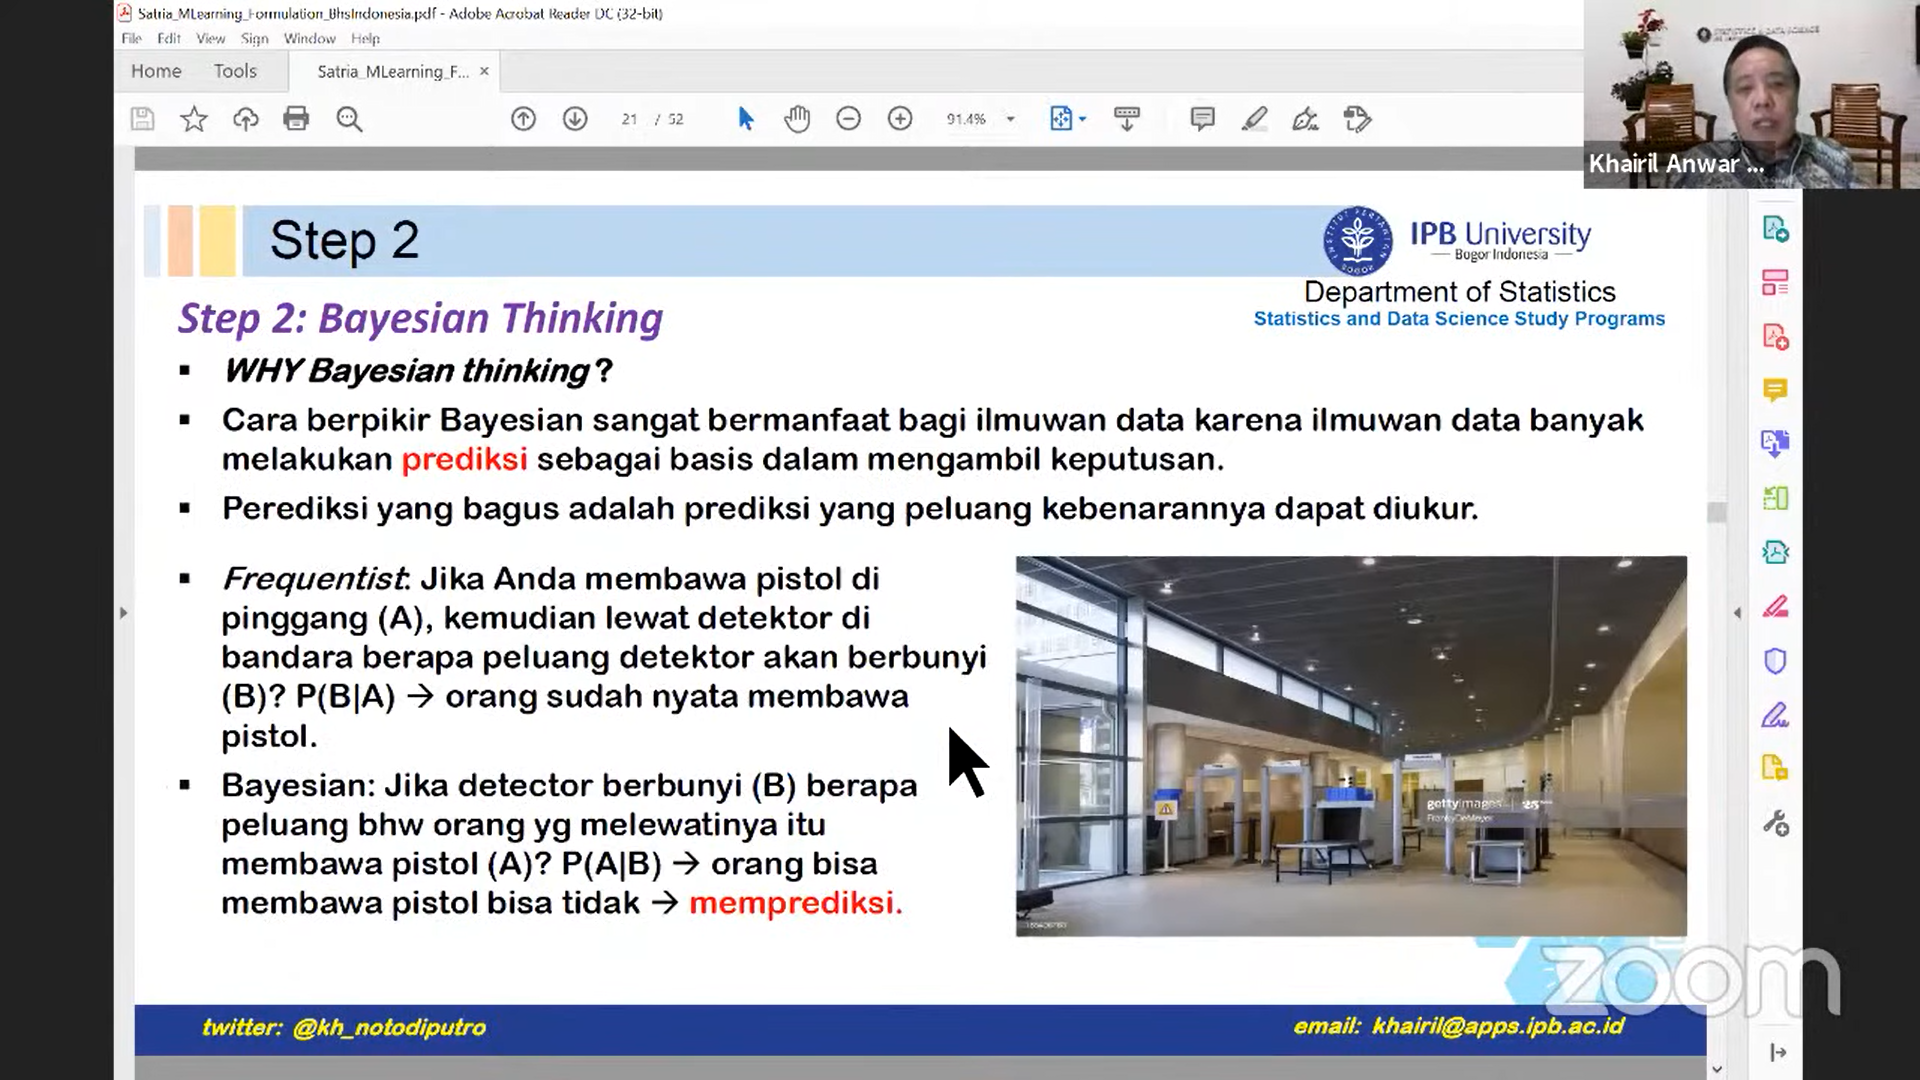 Satria_MLearning_Formulation_BhsIndonesia.pdf - Adobe Acrobat Reader DC (32-bit)
File Edit View Sign Window Help
Home Tools Satria_MLearning_F... ×
21 / 52 91.4%
Khairil Anwar ...
Step 2
IPB University
Bogor Indonesia
Department of Statistics
Statistics and Data Science Study Programs
Step 2: Bayesian Thinking
▪ WHY Bayesian thinking?
▪ Cara berpikir Bayesian sangat bermanfaat bagi ilmuwan data karena ilmuwan data banyak
melakukan prediksi sebagai basis dalam mengambil keputusan.
▪ Perediksi yang bagus adalah prediksi yang peluang kebenarannya dapat diukur.
▪ Frequentist: Jika Anda membawa pistol di
pinggang (A), kemudian lewat detektor di
bandara berapa peluang detektor akan berbunyi
(B)? P(B|A) → orang sudah nyata membawa
pistol.
▪ Bayesian: Jika detector berbunyi (B) berapa
peluang bhw orang yg melewatinya itu
membawa pistol (A)? P(A|B) → orang bisa
membawa pistol bisa tidak → memprediksi.
gettyimages
zoom
twitter: @kh_notodiputro
email: khairil@apps.ipb.ac.id